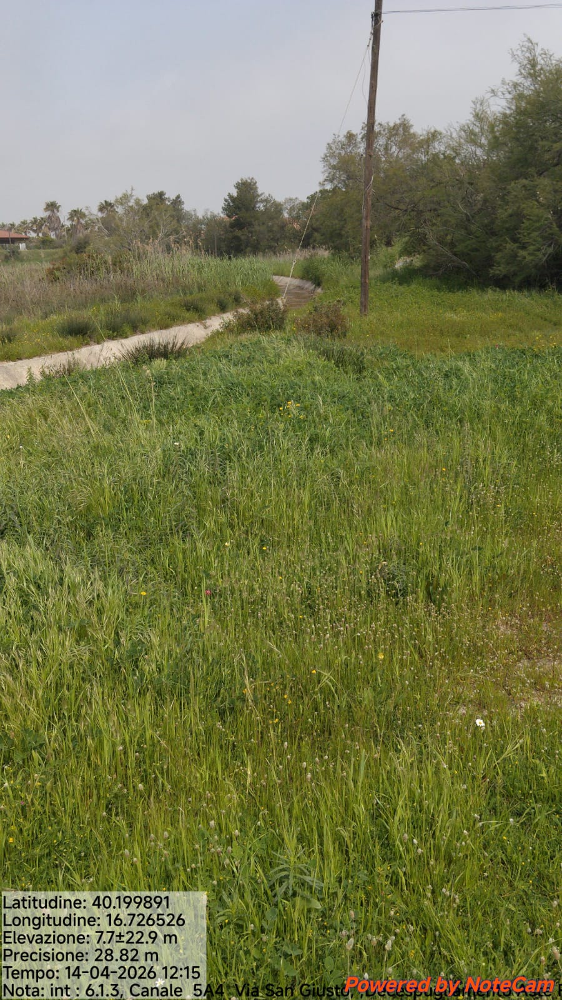 Latitudine: 40.199891
Longitudine: 16.726526
Elevazione: 7.7±22.9 m
Precisione: 28.82 m
Tempo: 14-04-2026 12:15
Nota: int : 6.1.3, Canale 5A4 Via San Giusto,
Powered by NoteCam